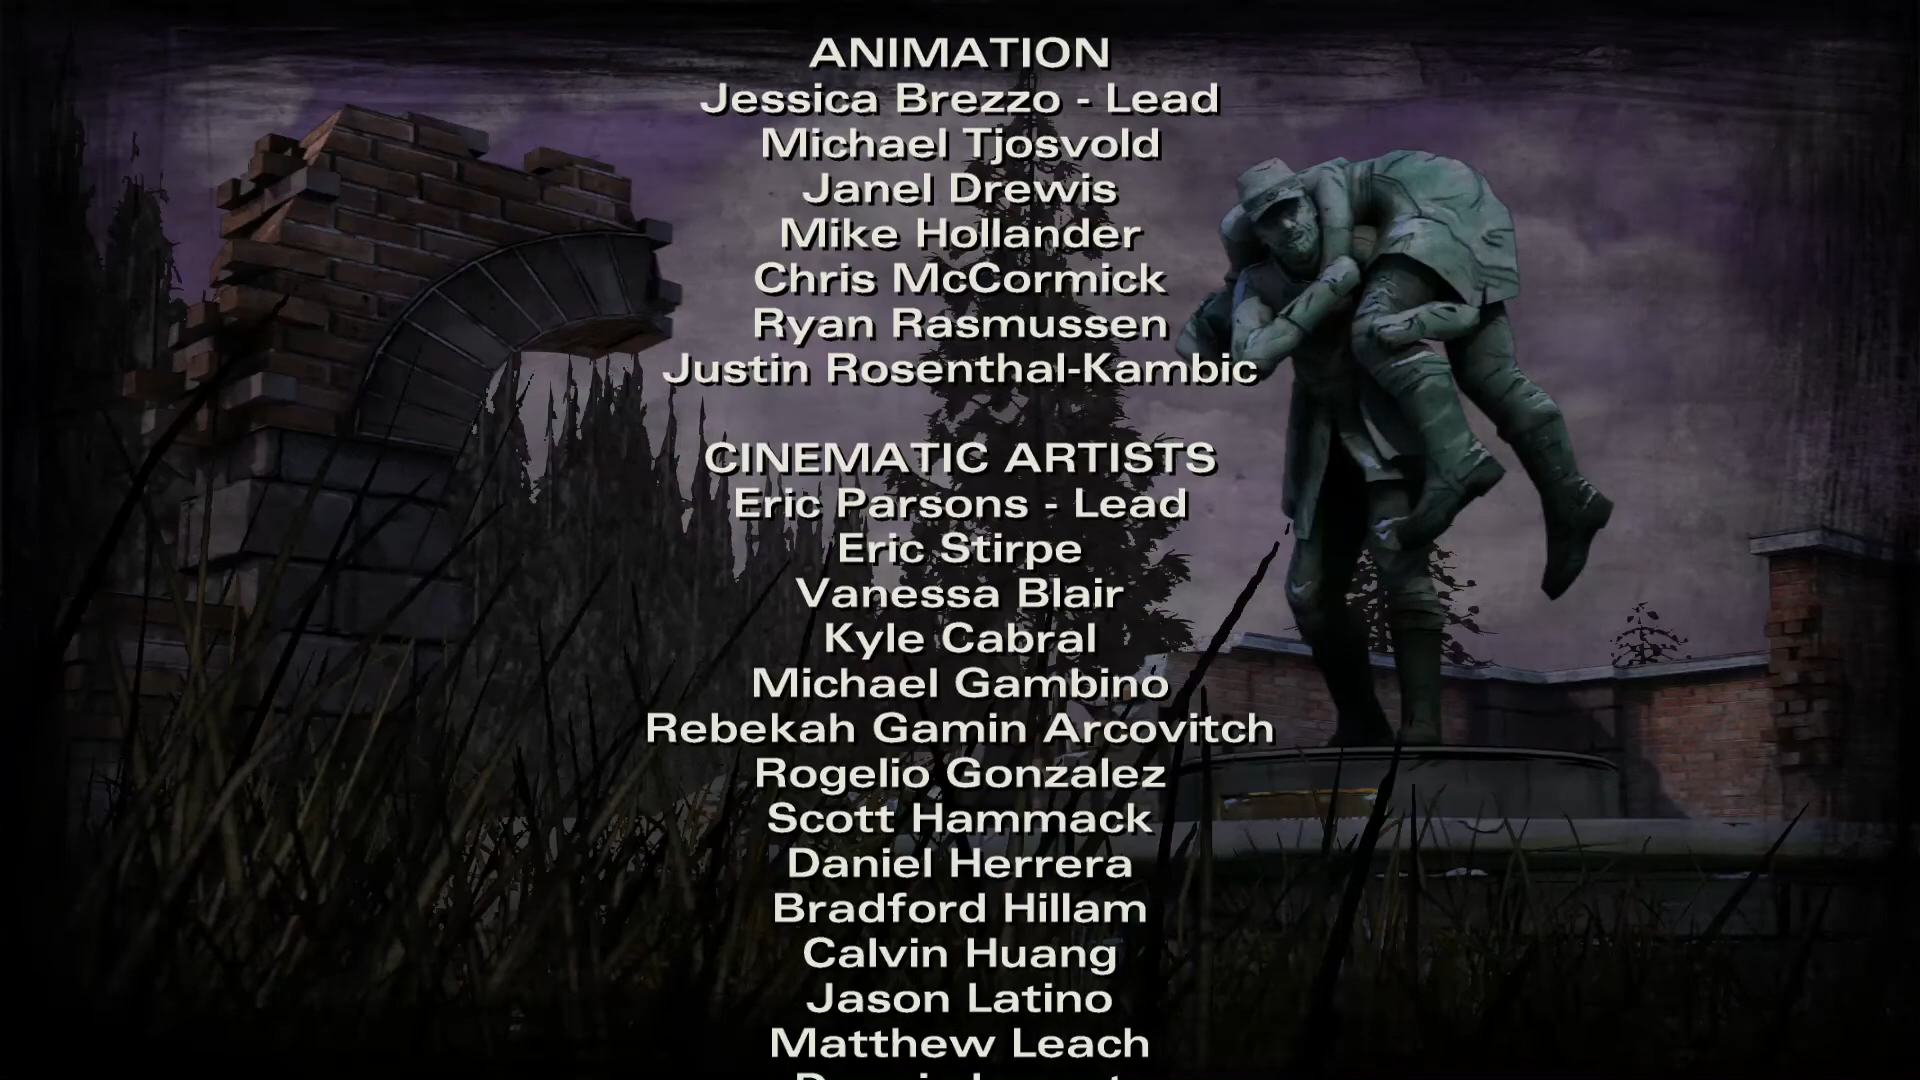 ANIMATION
Jessica Brezzo - Lead
Michael Tjosvold
Janel Drewis
Mike Hollander
Chris McCormick
Ryan Rasmussen
Justin Rosenthal-Kambic
CINEMATIC ARTISTS
Eric Parsons - Lead
Eric Stirpe
Vanessa Blair
Kyle Cabral
Michael Gambino
Rebekah Gamin Arcovitch
Rogelio Gonzalez
Scott Hammack
Daniel Herrera
Bradford Hillam
Calvin Huang
Jason Latino
Matthew Leach